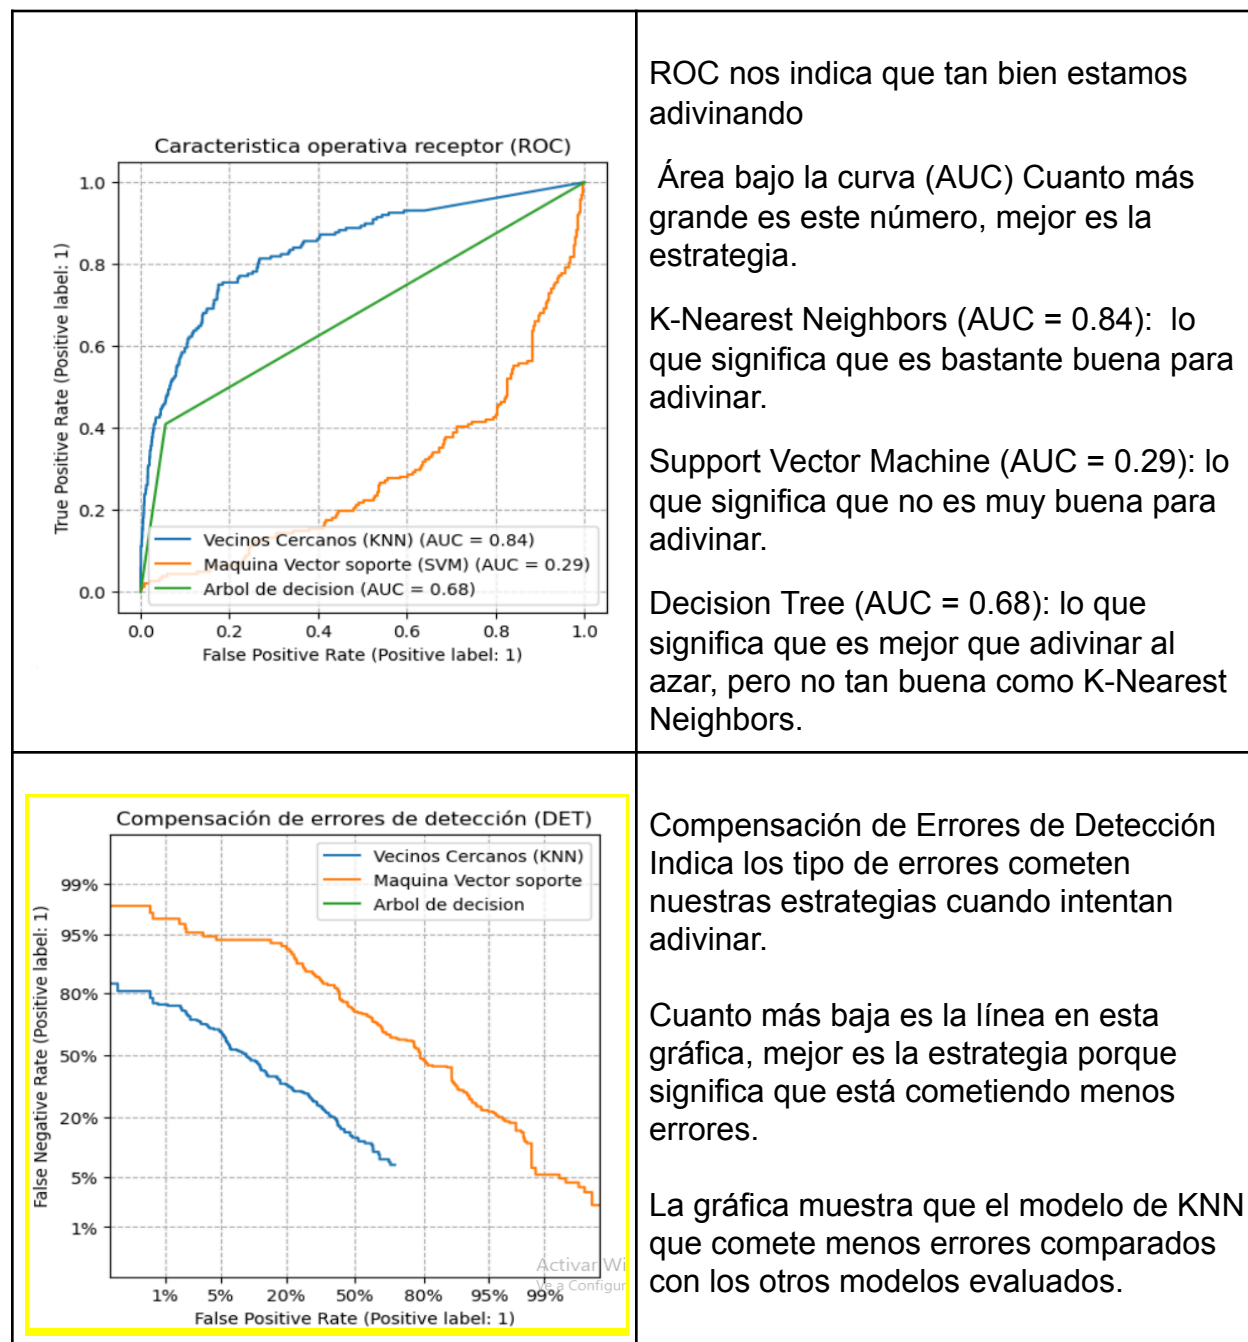 Caracteristica operativa receptor (ROC)
True Positive Rate (Positive label: 1)
1.0
0.8
0.6
0.4
0.2
0.0
Vecinos Cercanos (KNN) (AUC = 0.84)
Maquina Vector soporte (SVM) (AUC = 0.29)
Arbol de decision (AUC = 0.68)
0.0 0.2 0.4 0.6 0.8 1.0
False Positive Rate (Positive label: 1)
ROC nos indica que tan bien estamos
adivinando
Área bajo la curva (AUC) Cuanto más
grande es este número, mejor es la
estrategia.
K-Nearest Neighbors (AUC = 0.84): lo
que significa que es bastante buena para
adivinar.
Support Vector Machine (AUC = 0.29): lo
que significa que no es muy buena para
adivinar.
Decision Tree (AUC = 0.68): lo que
significa que es mejor que adivinar al
azar, pero no tan buena como K-Nearest
Neighbors.
Compensación de errores de detección (DET)
Vecinos Cercanos (KNN)
Maquina Vector soporte
Arbol de decision
False Negative Rate (Positive label: 1)
99%
95%
80%
50%
20%
5%
1%
1% 5% 20% 50% 80% 95% 99%
False Positive Rate (Positive label: 1)
Activar Wi
Ve a Configur
Compensación de Errores de Detección
Indica los tipo de errores cometen
nuestras estrategias cuando intentan
adivinar.
Cuanto más baja es la línea en esta
gráfica, mejor es la estrategia porque
significa que está cometiendo menos
errores.
La gráfica muestra que el modelo de KNN
que comete menos errores comparados
con los otros modelos evaluados.